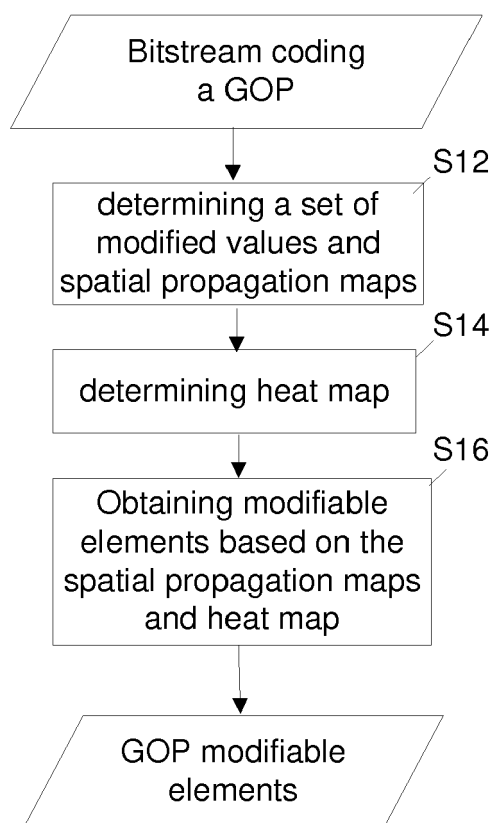 Bitstream coding
a GOP
S12
determining a set of
modified values and
spatial propagation maps
S14
determining heat map
S16
Obtaining modifiable
elements based on the
spatial propagation maps
and heat map
GOP modifiable
elements